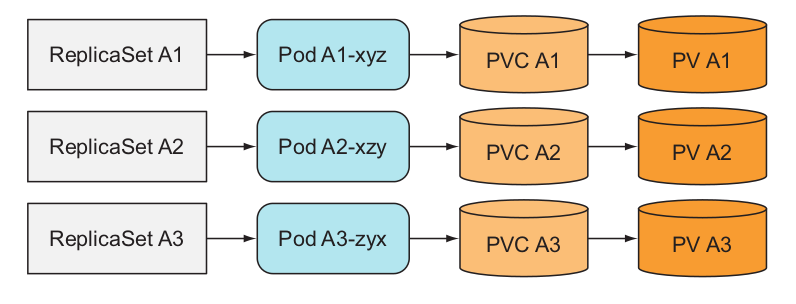 ReplicaSet A1
Pod A1-xyz
PVC A1
PV A1
ReplicaSet A2
Pod A2-xzy
PVC A2
PV A2
ReplicaSet A3
Pod A3-zyx
PVC A3
PV A3